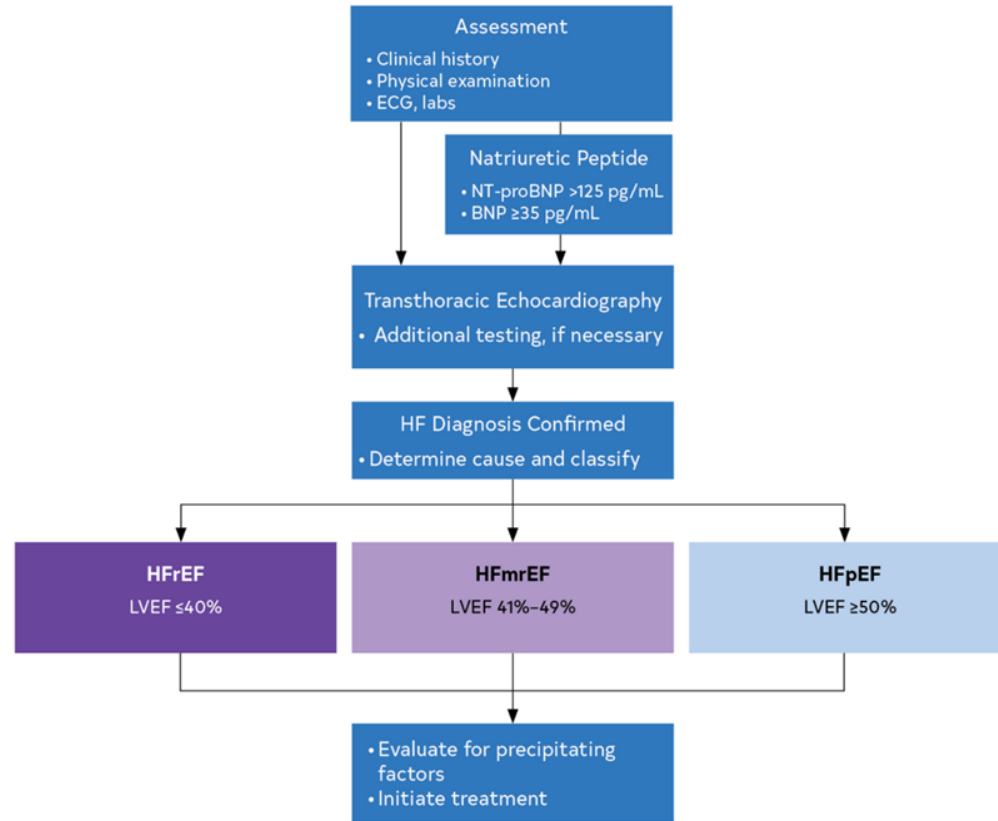 Assessment
• Clinical history
• Physical examination
• ECG, labs
Natriuretic Peptide
• NT-proBNP >125 pg/mL
• BNP ≥35 pg/mL
Transthoracic Echocardiography
• Additional testing, if necessary
HF Diagnosis Confirmed
• Determine cause and classify
HFrEF
LVEF ≤40%
HFmrEF
LVEF 41%–49%
HFpEF
LVEF ≥50%
• Evaluate for precipitating
factors
• Initiate treatment